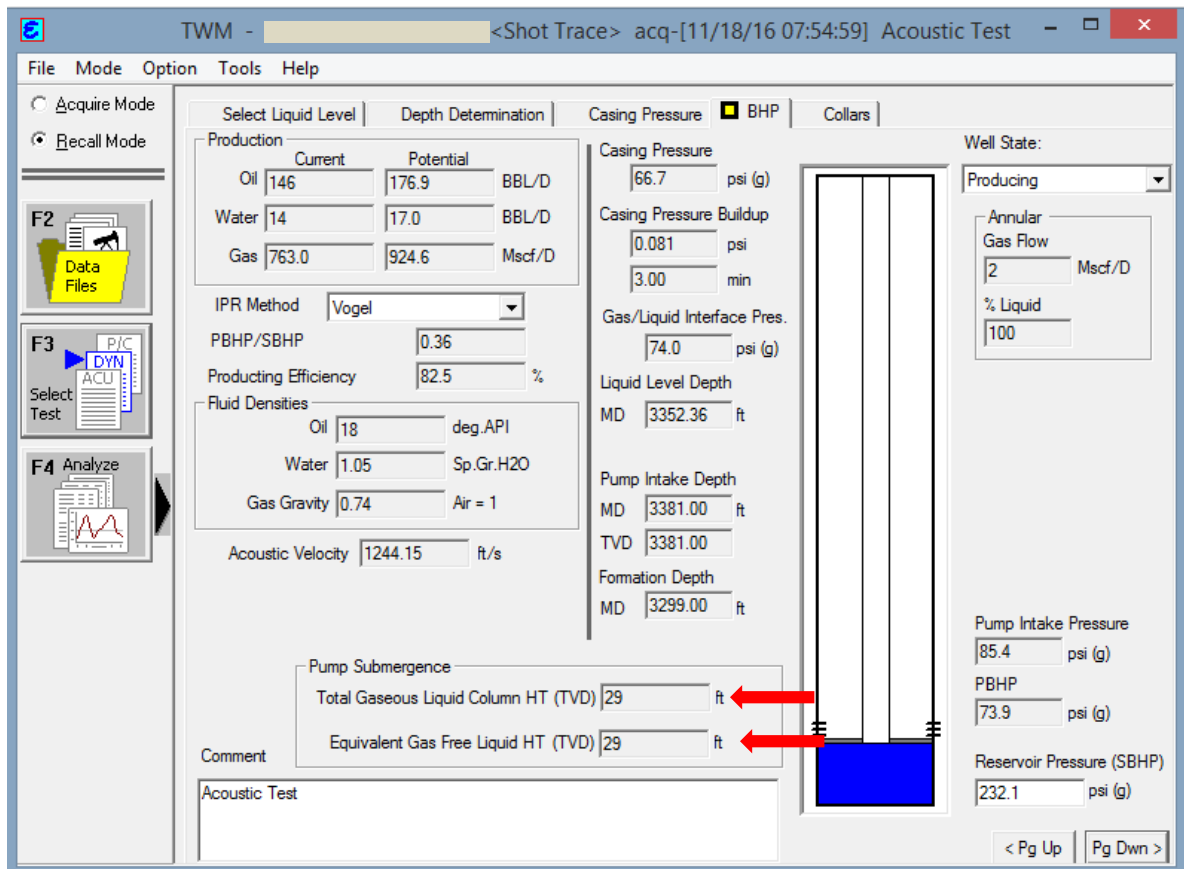 TWM - <Shot Trace> acq-[11/18/16 07:54:59] Acoustic Test
File Mode Option Tools Help
Acquire Mode
Recall Mode
F2
Data
Files
F3
P/C
DYN
ACU
Select
Test
F4 Analyze
Select Liquid Level
Depth Determination
Casing Pressure
BHP
Collars
Production
Current Potential
Oil 146 176.9 BBL/D
Water 14 17.0 BBL/D
Gas 763.0 924.6 Mscf/D
IPR Method Vogel
PBHP/SBHP 0.36
Producting Efficiency 82.5 %
Fluid Densities
Oil 18 deg.API
Water 1.05 Sp.Gr.H2O
Gas Gravity 0.74 Air = 1
Acoustic Velocity 1244.15 ft/s
Casing Pressure
66.7 psi (g)
Casing Pressure Buildup
0.081 psi
3.00 min
Gas/Liquid Interface Pres.
74.0 psi (g)
Liquid Level Depth
MD 3352.36 ft
Pump Intake Depth
MD 3381.00 ft
TVD 3381.00
Formation Depth
MD 3299.00 ft
Well State:
Producing
Annular
Gas Flow
2 Mscf/D
% Liquid
100
Pump Intake Pressure
85.4 psi (g)
PBHP
73.9 psi (g)
Reservoir Pressure (SBHP)
232.1 psi (g)
Pump Submergence
Total Gaseous Liquid Column HT (TVD) 29 ft
Equivalent Gas Free Liquid HT (TVD) 29 ft
Comment
Acoustic Test
< Pg Up
Pg Dwn >